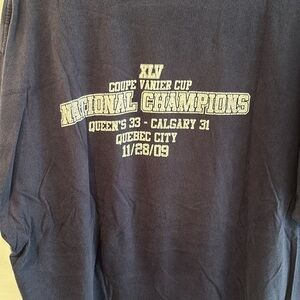 XLV
COUPE VANIER CUP
NATIONAL CHAMPIONS
QUEEN'S 33 - CALGARY 31
QUEBEC CITY
11/28/09